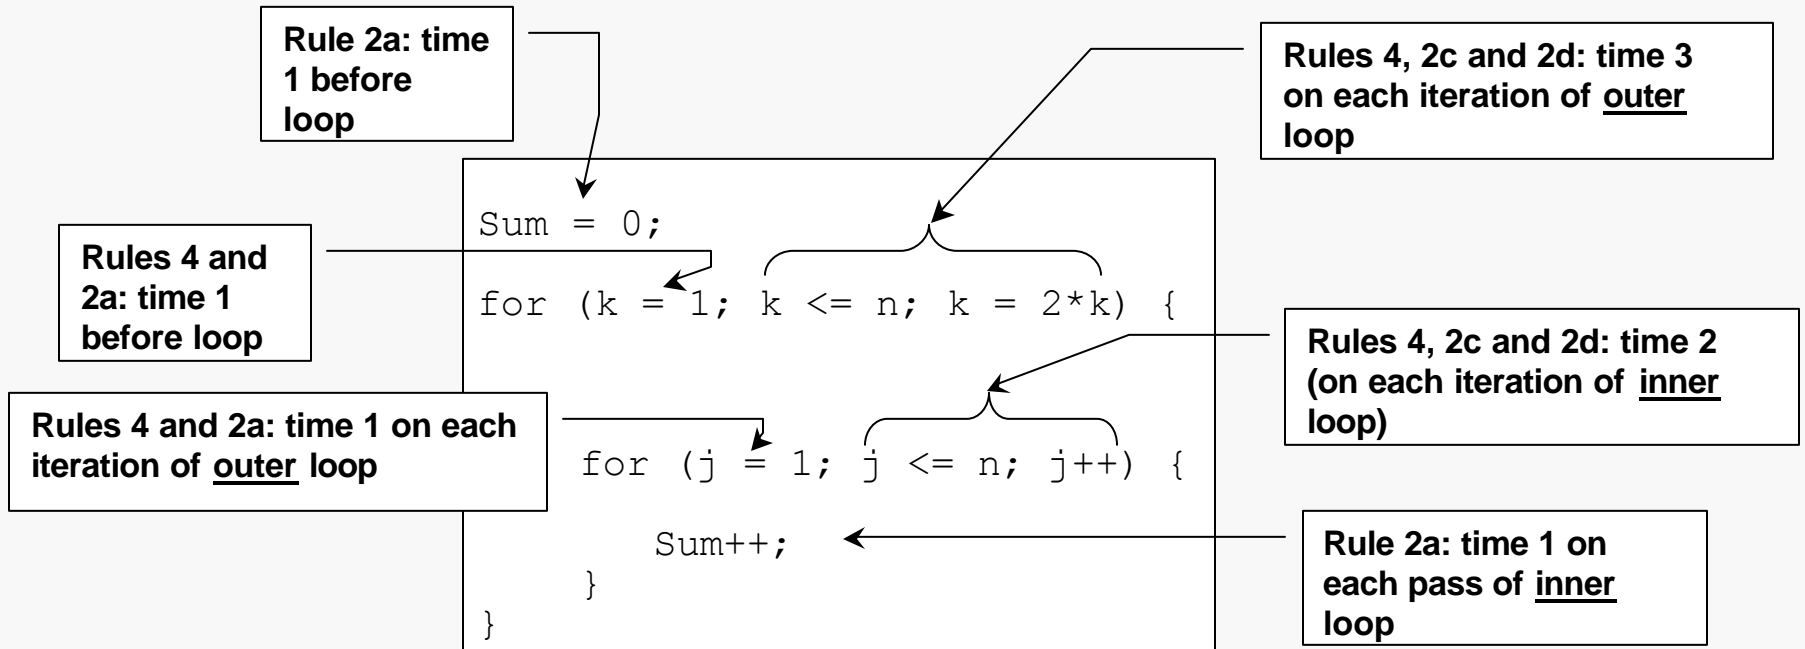 Rule 2a: time
1 before
loop
Rules 4, 2c and 2d: time 3
on each iteration of outer
loop
Sum = 0;
Rules 4 and
2a: time 1
before loop
for (k = 1; k <= n; k = 2*k) {
Rules 4, 2c and 2d: time 2
(on each iteration of inner
loop)
Rules 4 and 2a: time 1 on each
iteration of outer loop
for (j = 1; j <= n; j++) {
Sum++;
Rule 2a: time 1 on
each pass of inner
loop
}
}